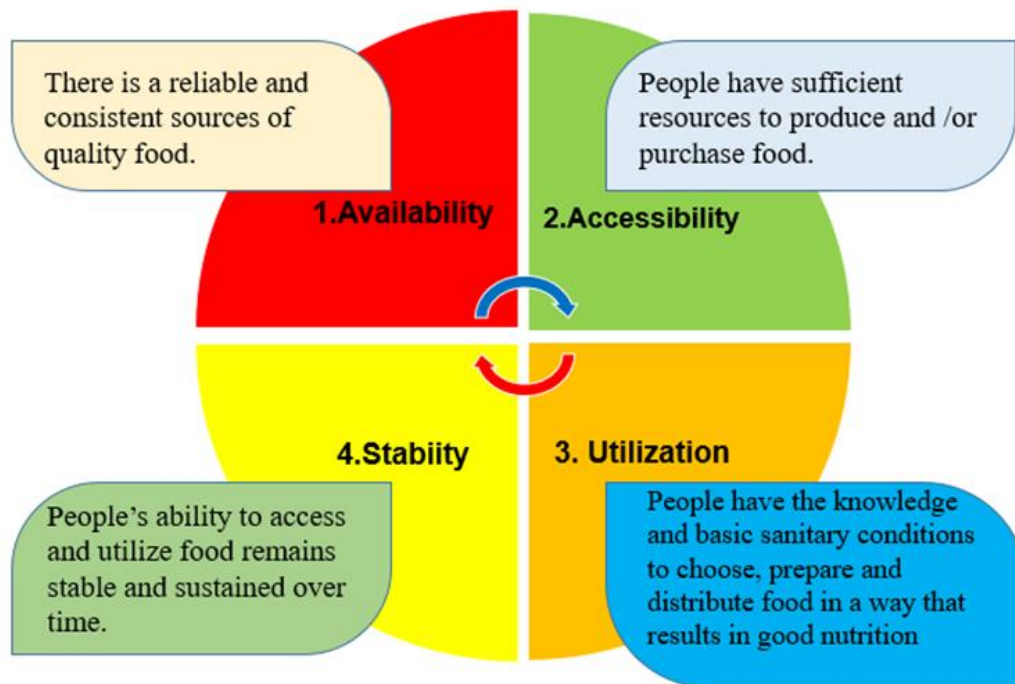 There is a reliable and
consistent sources of
quality food.
1.Availability
People have sufficient
resources to produce and /or
purchase food.
2.Accessibility
3. Utilization
People have the knowledge
and basic sanitary conditions
to choose, prepare and
distribute food in a way that
results in good nutrition
4.Stabiity
People’s ability to access
and utilize food remains
stable and sustained over
time.